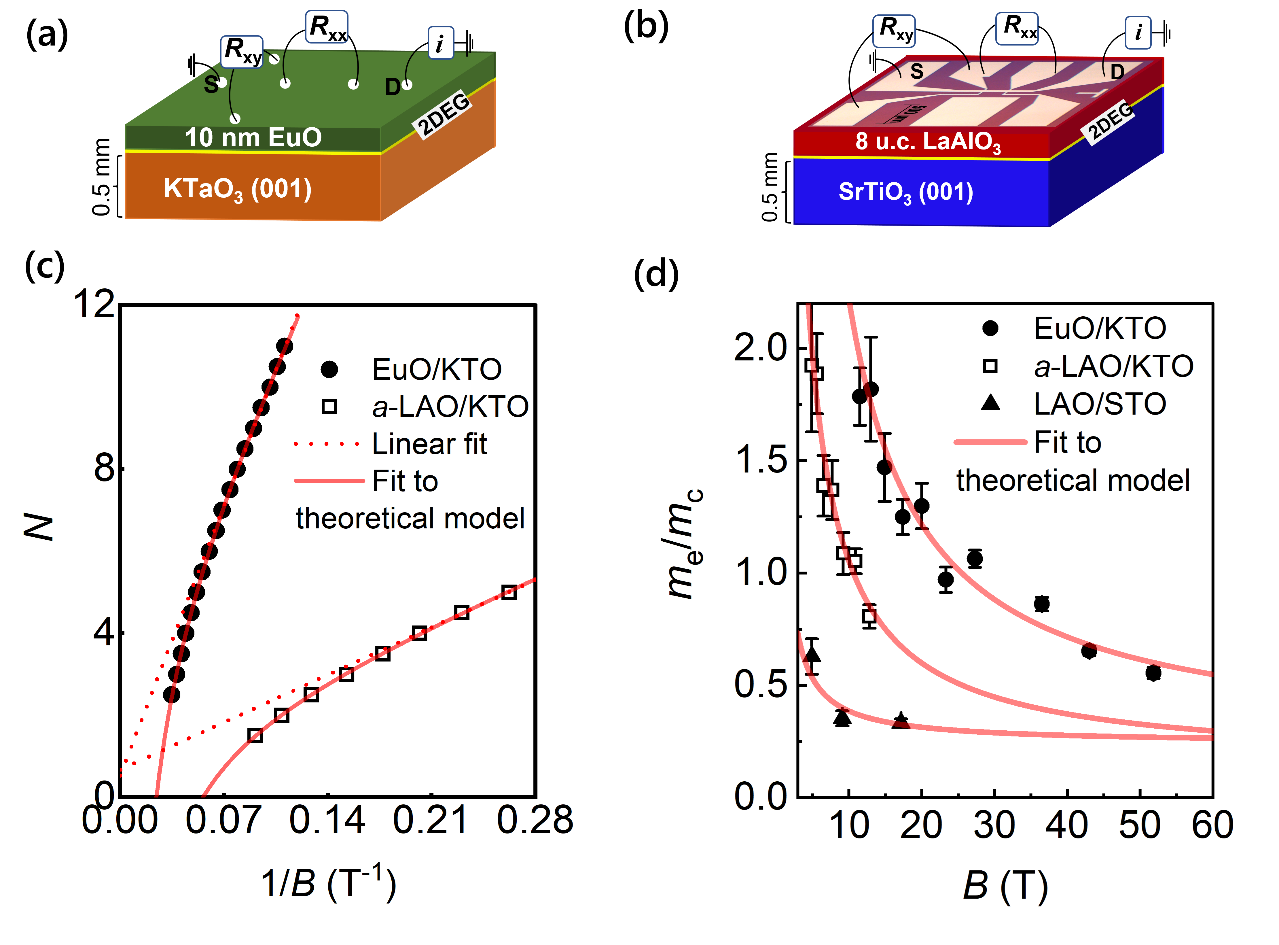 (a)
R_xx
i
R_xy
S
D
2DEG
10 nm EuO
KTaO₃ (001)
0.5 mm
(b)
R_xy
R_xx
i
S
D
2DEG
8 u.c. LaAlO₃
SrTiO₃ (001)
0.5 mm
(c)
12
8
4
0
N
EuO/KTO
a-LAO/KTO
Linear fit
Fit to
theoretical model
0.00 0.07 0.14 0.21 0.28
1/B (T⁻¹)
(d)
2.0
1.5
1.0
0.5
0.0
mₑ/m_c
EuO/KTO
a-LAO/KTO
LAO/STO
Fit to
theoretical model
10 20 30 40 50 60
B (T)